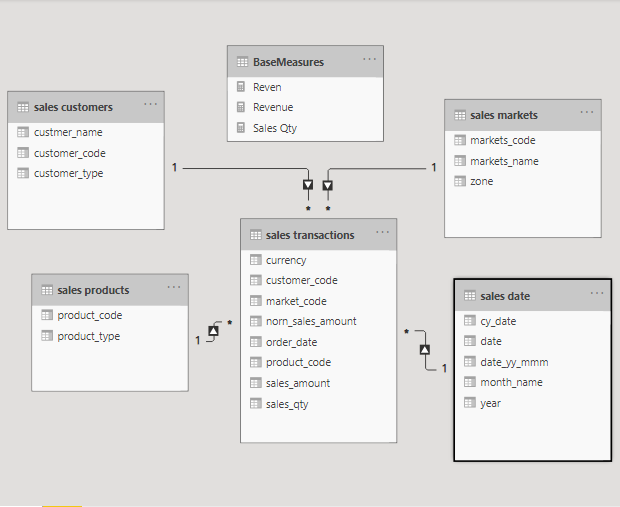 BaseMeasures
Reven
Revenue
Sales Qty
sales customers
custmer_name
customer_code
customer_type
sales markets
markets_code
markets_name
zone
1
1
*
*
sales transactions
currency
customer_code
market_code
norn_sales_amount
order_date
product_code
sales_amount
sales_qty
sales products
product_code
product_type
1
*
sales date
cy_date
date
date_yy_mmm
month_name
year
*
1